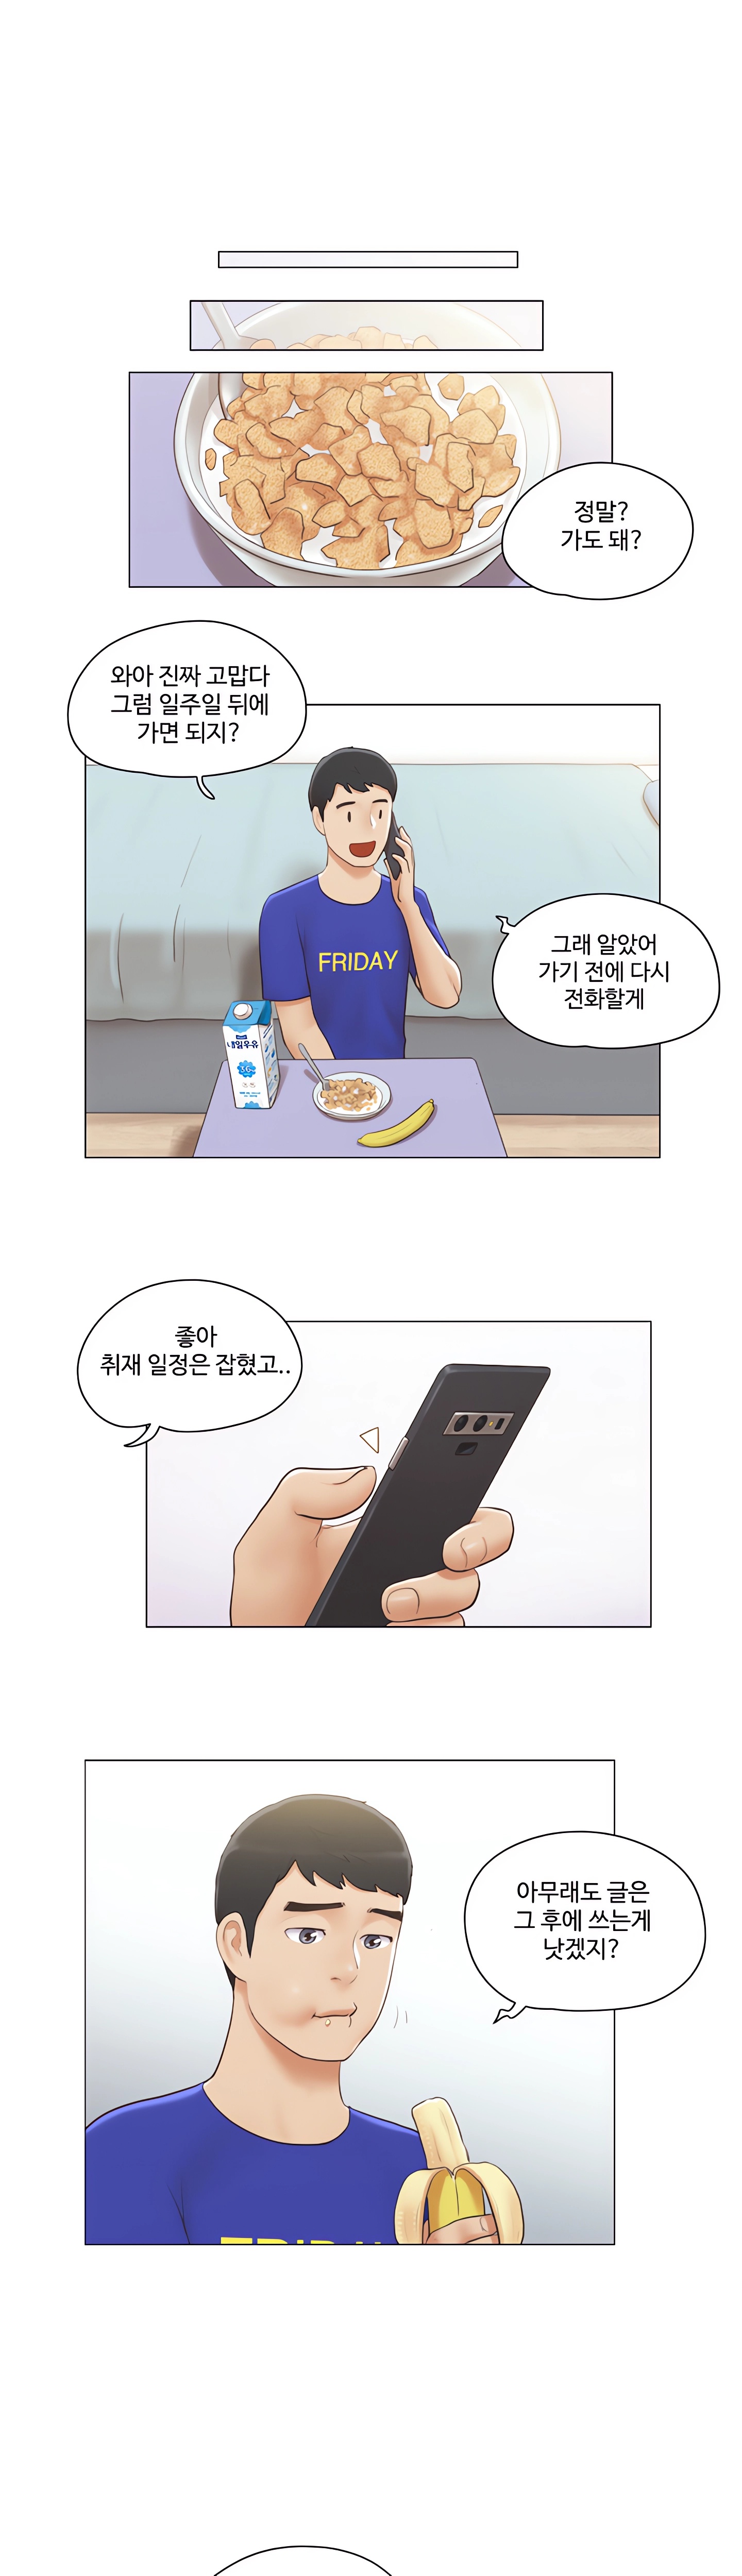 정말?
가도 돼?
와아 진짜 고맙다
그럼 일주일 뒤에
가면 되지?
FRIDAY
그래 알았어
가기 전에 다시
전화할게
좋아
취재 일정은 잡혔고..
아무래도 글은
그 후에 쓰는게
낫겠지?